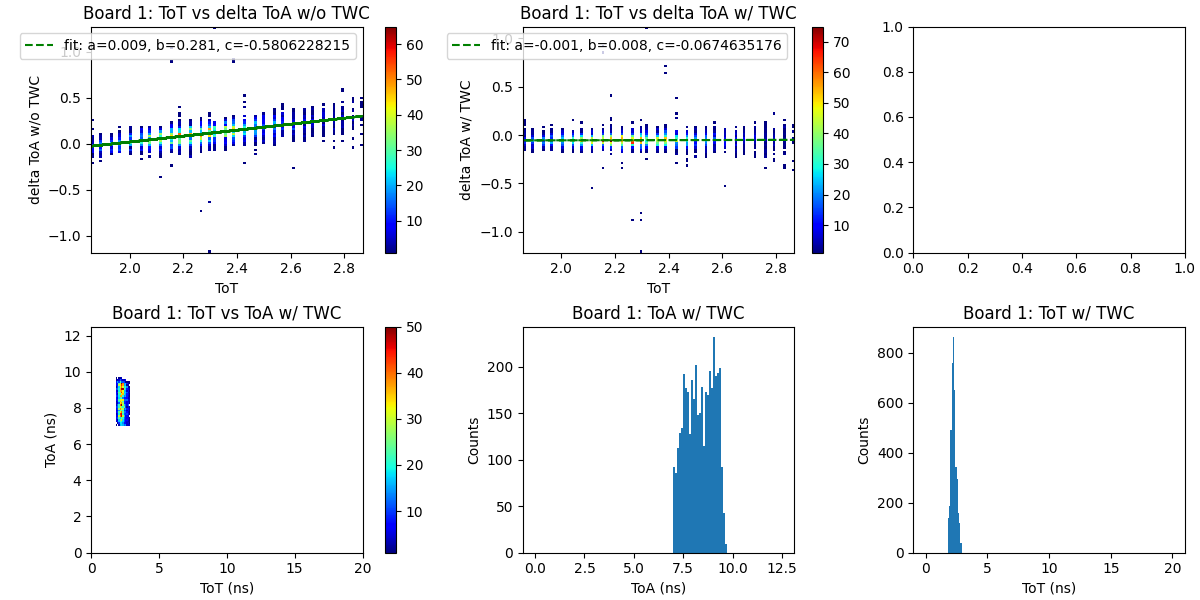 Board 1: ToT vs delta ToA w/o TWC
fit: a=0.009, b=0.281, c=-0.5806228215
delta ToA w/o TWC
1.0
0.5
0.0
−0.5
−1.0
2.0 2.2 2.4 2.6 2.8
ToT
60
50
40
30
20
10
Board 1: ToT vs delta ToA w/ TWC
fit: a=-0.001, b=0.008, c=-0.0674635176
delta ToA w/ TWC
1.0
0.5
0.0
−0.5
−1.0
2.0 2.2 2.4 2.6 2.8
ToT
70
60
50
40
30
20
10
1.0
0.8
0.6
0.4
0.2
0.0
0.0 0.2 0.4 0.6 0.8 1.0
Board 1: ToT vs ToA w/ TWC
ToA (ns)
12
10
8
6
4
2
0
0 5 10 15 20
ToT (ns)
50
40
30
20
10
Board 1: ToA w/ TWC
Counts
200
150
100
50
0
0.0 2.5 5.0 7.5 10.0 12.5
ToA (ns)
Board 1: ToT w/ TWC
Counts
800
600
400
200
0
0 5 10 15 20
ToT (ns)